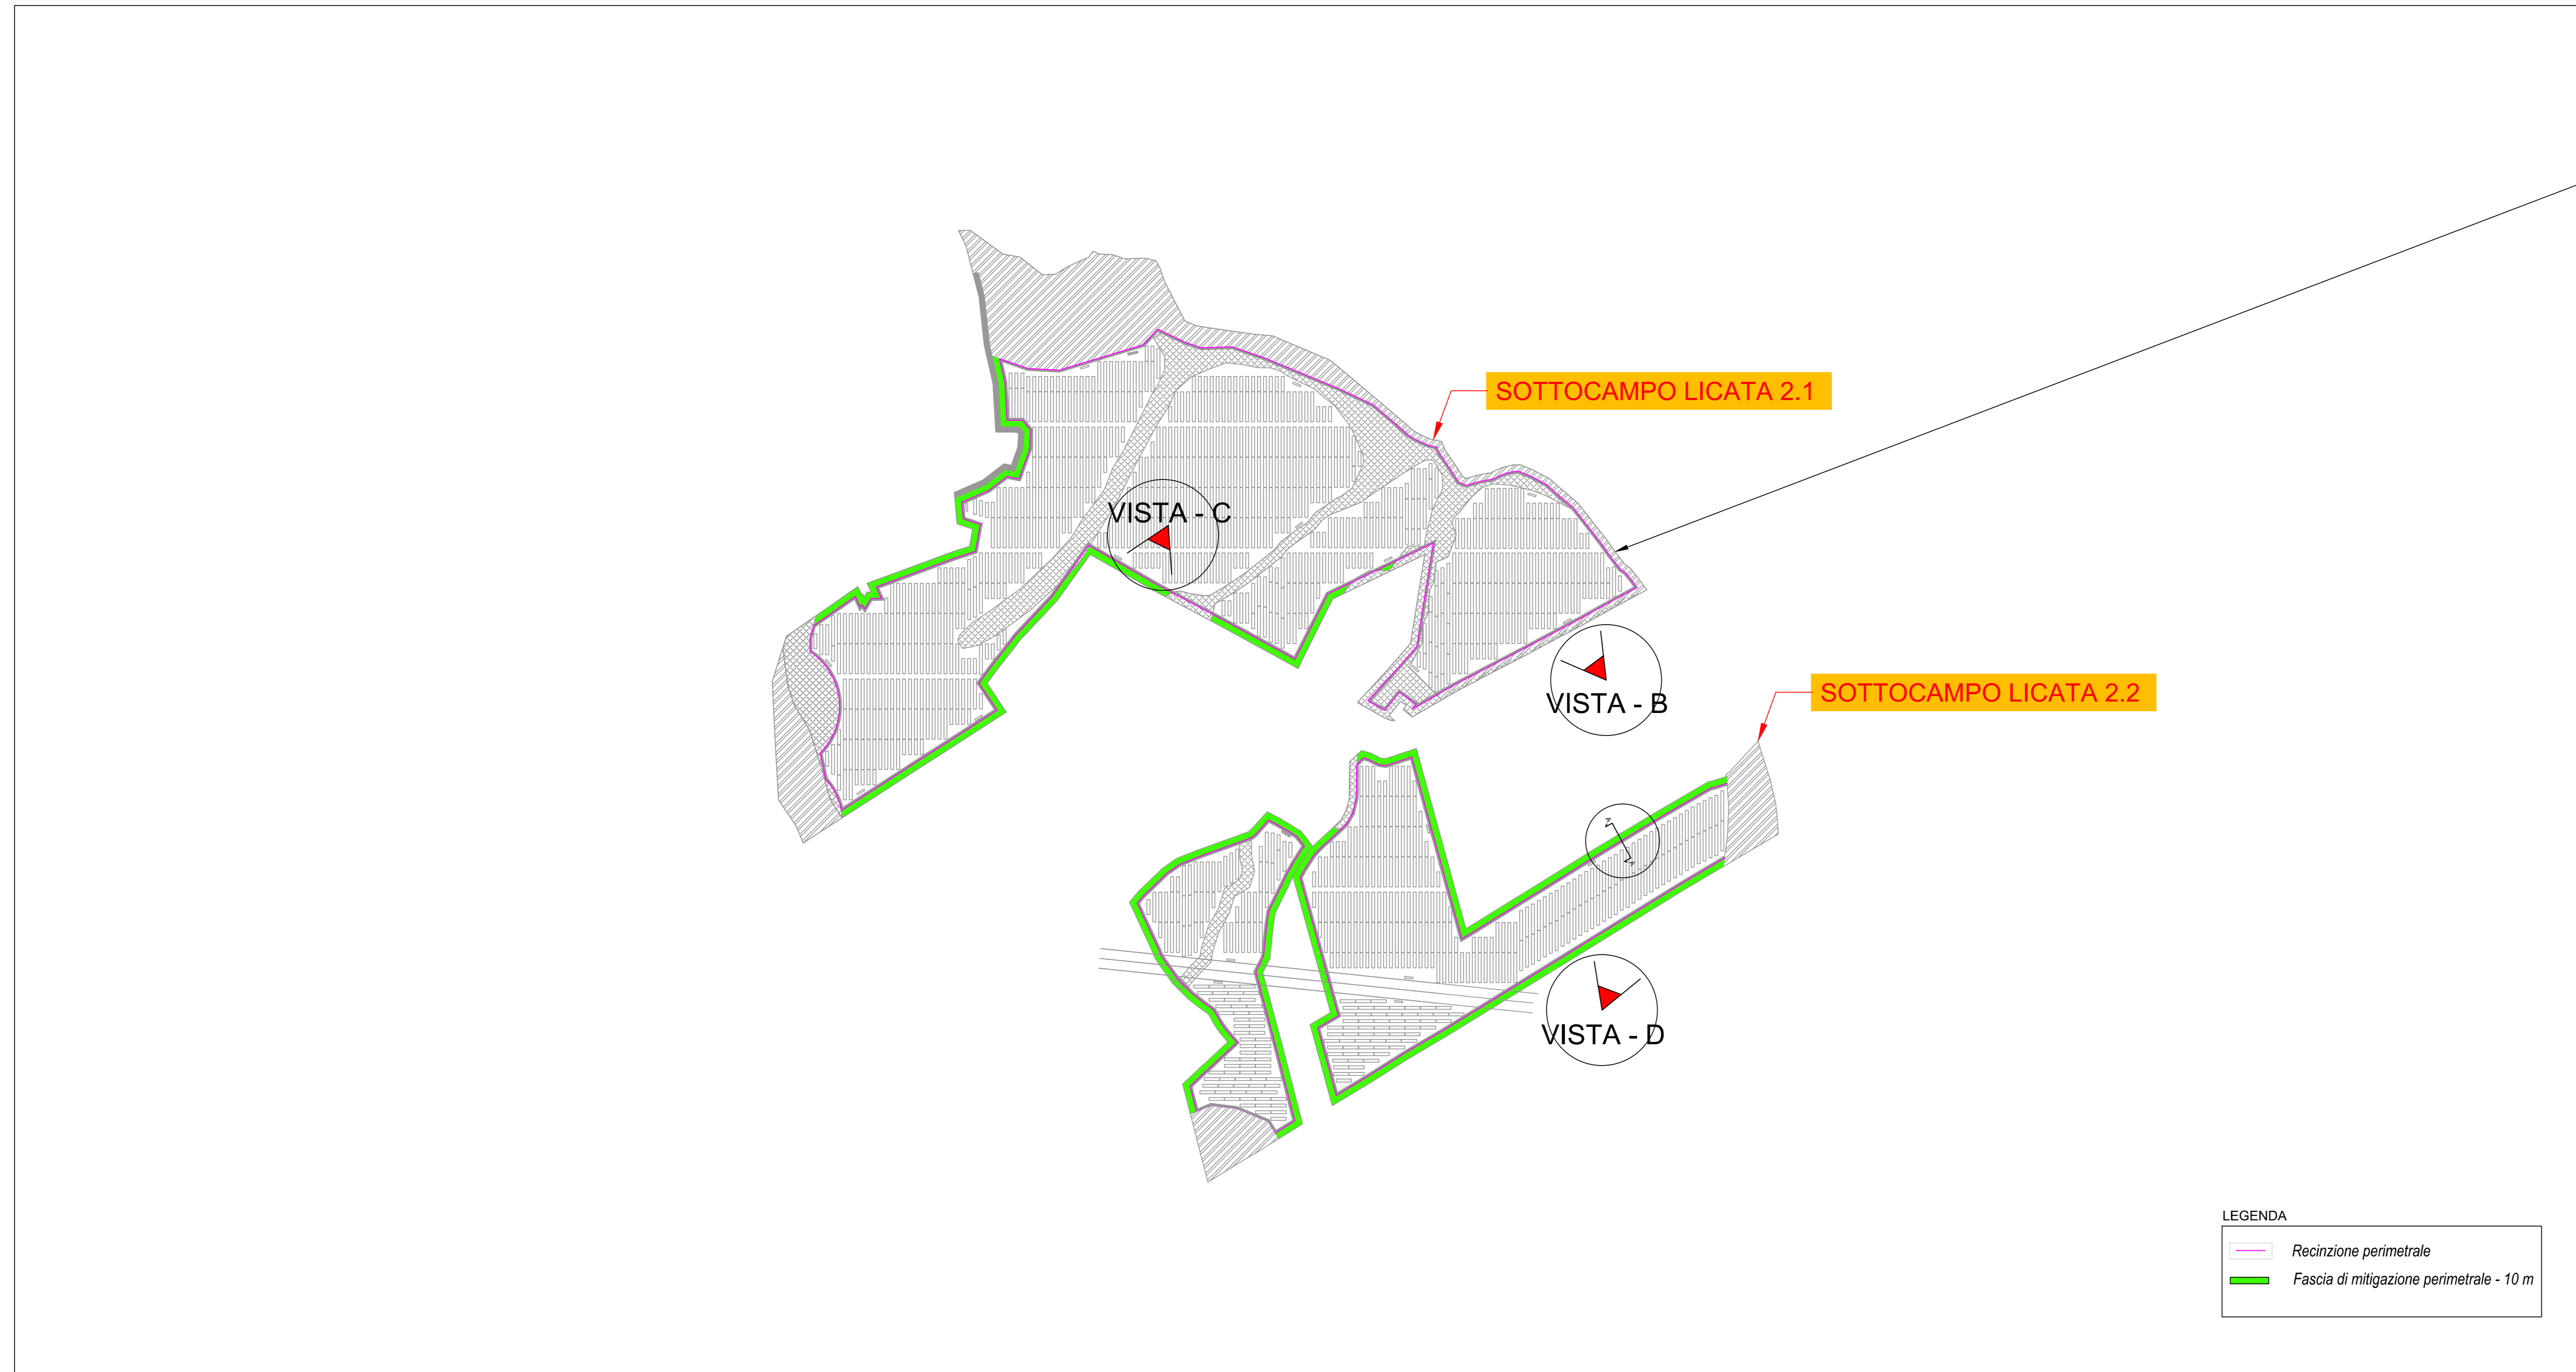 SOTTOCAMPO LICATA 2.1
VISTA - C
SOTTOCAMPO LICATA 2.2
VISTA - B
A
A
VISTA - D
LEGENDA
Recinzione perimetrale
Fascia di mitigazione perimetrale - 10 m